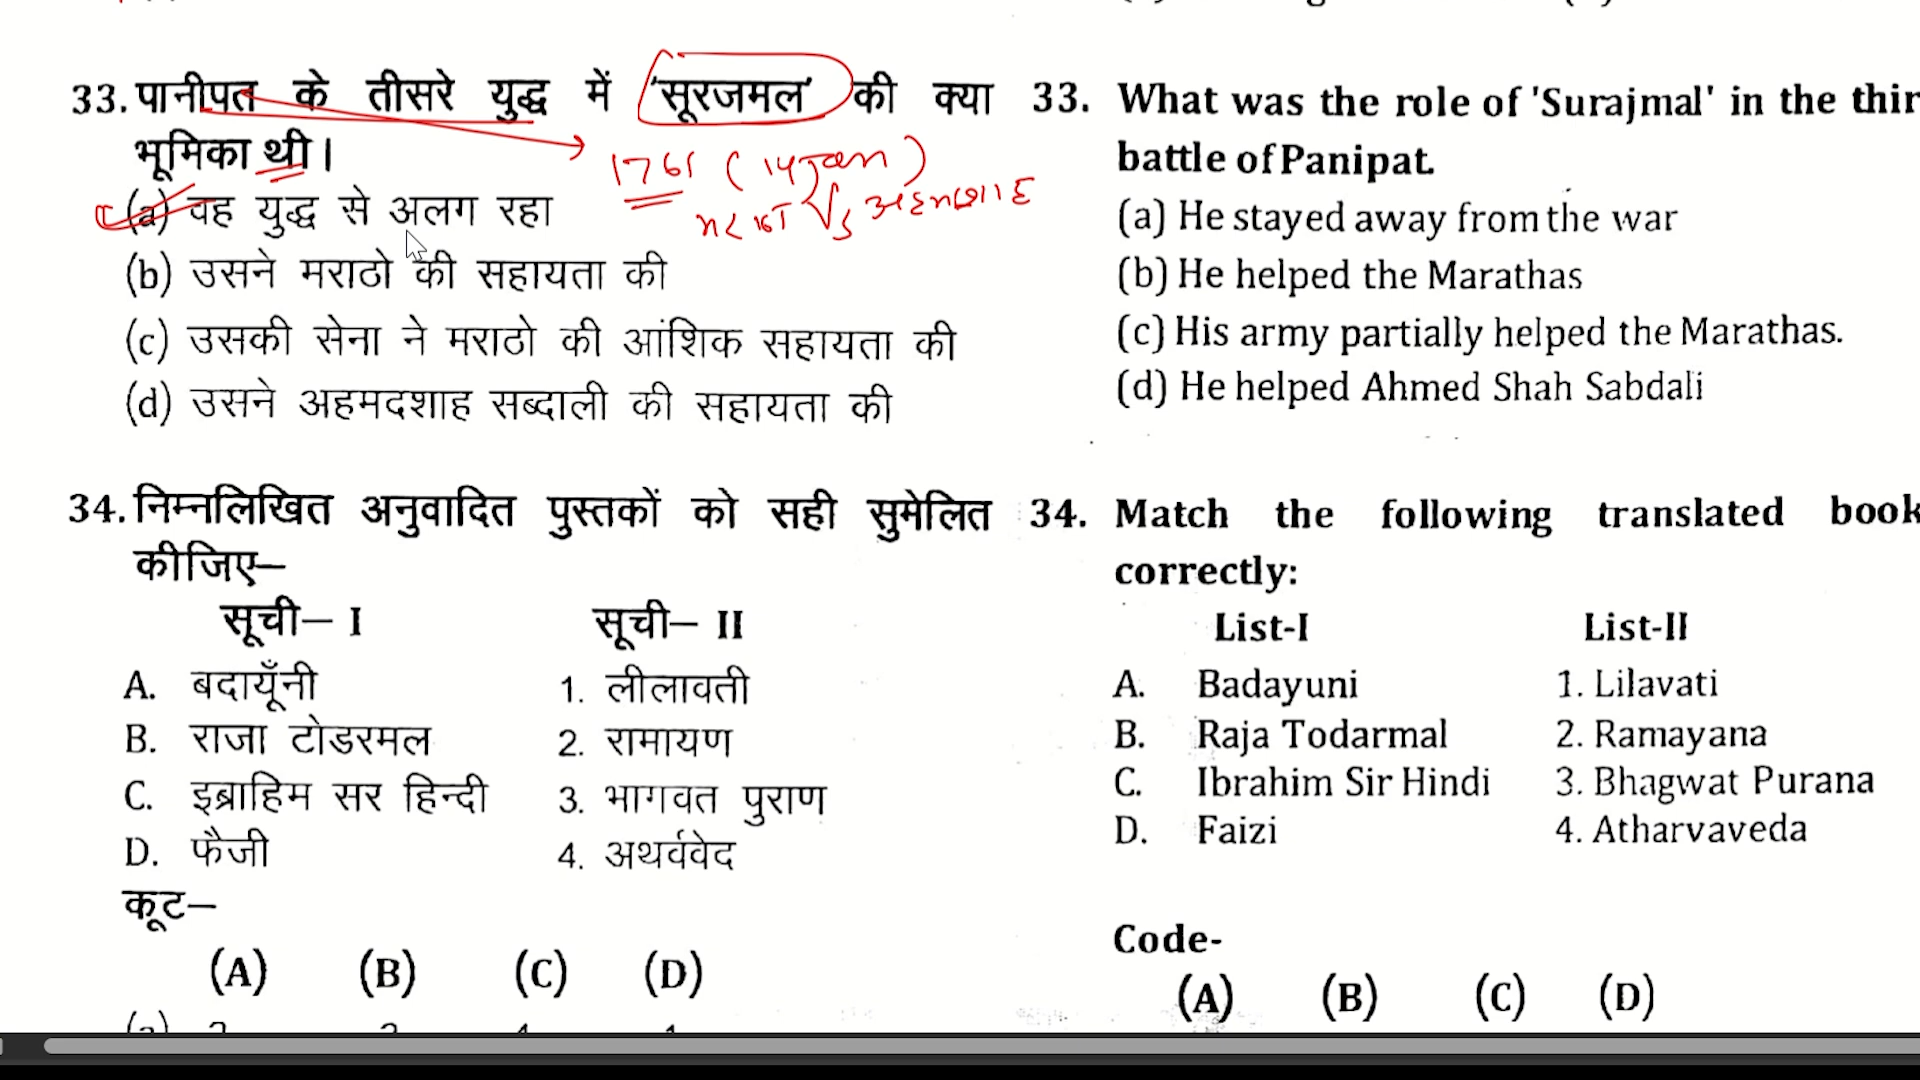 33. पानीपत के तीसरे युद्ध में 'सूरजमल' की क्या
भूमिका थी।
1761 (14 जan)
(a) वह युद्ध से अलग रहा
मराठा V/s अहमदशाह
(b) उसने मराठो की सहायता की
(c) उसकी सेना ने मराठो की आंशिक सहायता की
(d) उसने अहमदशाह सब्दाली की सहायता की
34. निम्नलिखित अनुवादित पुस्तकों को सही सुमेलित
कीजिए–
सूची– I सूची– II
A. बदायूँनी 1. लीलावती
B. राजा टोडरमल 2. रामायण
C. इब्राहिम सर हिन्दी 3. भागवत पुराण
D. फैजी 4. अथर्ववेद
कूट–
(A) (B) (C) (D)
33. What was the role of 'Surajmal' in the thir
battle of Panipat.
(a) He stayed away from the war
(b) He helped the Marathas
(c) His army partially helped the Marathas.
(d) He helped Ahmed Shah Sabdali
34. Match the following translated book
correctly:
List-I List-II
A. Badayuni 1. Lilavati
B. Raja Todarmal 2. Ramayana
C. Ibrahim Sir Hindi 3. Bhagwat Purana
D. Faizi 4. Atharvaveda
Code-
(A) (B) (C) (D)